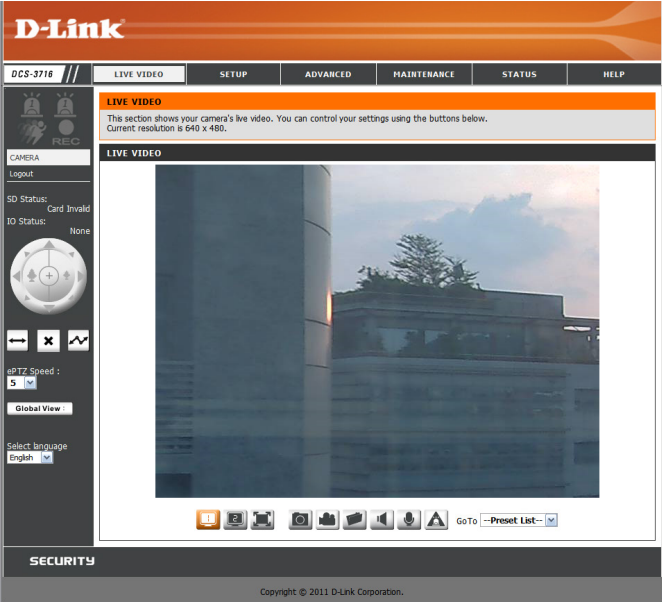 D-Link
DCS-3716 // LIVE VIDEO SETUP ADVANCED MAINTENANCE STATUS HELP
REC
CAMERA
Logout
SD Status:
Card Invalid
IO Status:
None
ePTZ Speed :
5
Global View :
Select language
English
LIVE VIDEO
This section shows your camera's live video. You can control your settings using the buttons below.
Current resolution is 640 x 480.
LIVE VIDEO
1 2 GoTo --Preset List--
SECURITY
Copyright © 2011 D-Link Corporation.